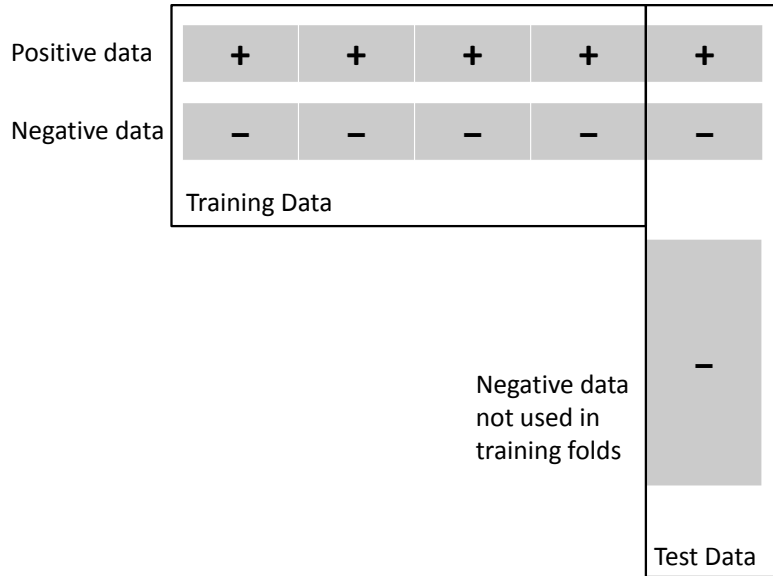 Positive data + + + + +
Negative data – – – – –
Training Data
–
Negative data
not used in
training folds
Test Data